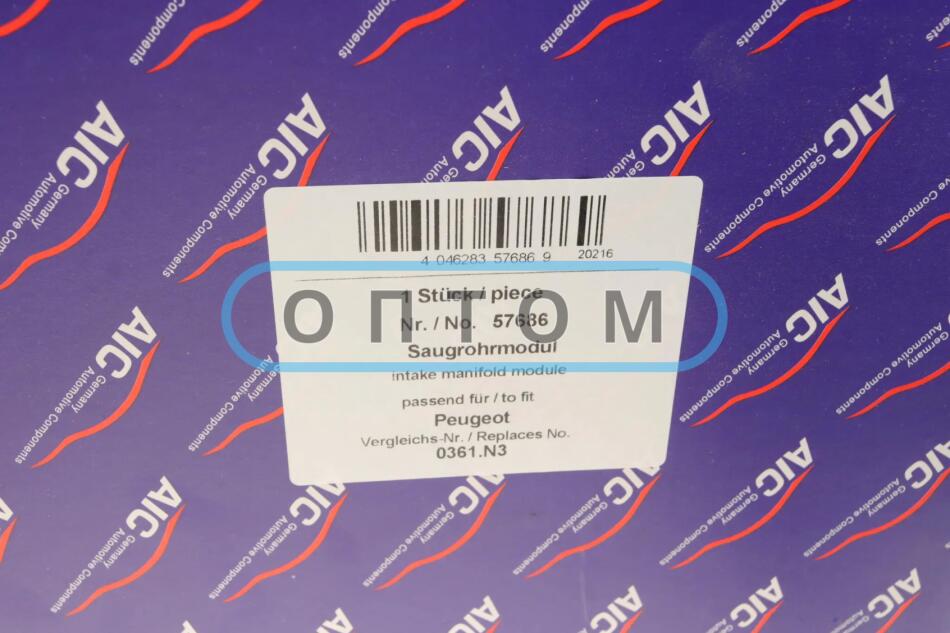 4 046283 57686 9 20216
1 Stück / piece
Nr. / No. 57686
ОПТОМ
Saugrohrmodul
intake manifold module
passend für / to fit
Peugeot
Vergleichs-Nr. / Replaces No.
0361.N3
AIC
Germany
Automotive Components